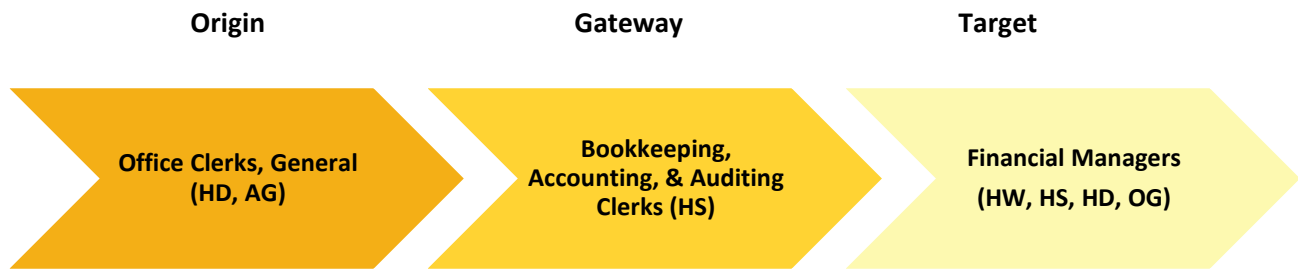 Origin
Gateway
Target
Office Clerks, General
(HD, AG)
Bookkeeping,
Accounting, & Auditing
Clerks (HS)
Financial Managers
(HW, HS, HD, OG)